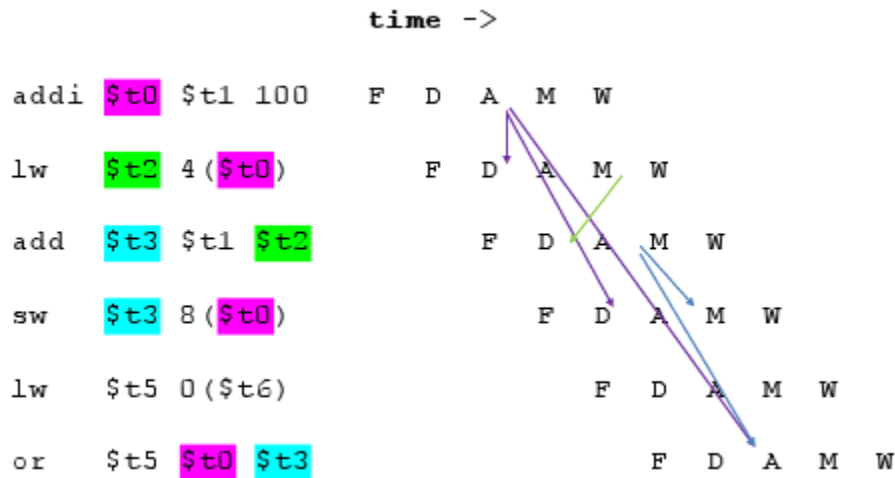 time ->
addi $t0 $t1 100 F D A M W
lw $t2 4($t0) F D A M W
add $t3 $t1 $t2 F D A M W
sw $t3 8($t0) F D A M W
lw $t5 0($t6) F D A M W
or $t5 $t0 $t3 F D A M W